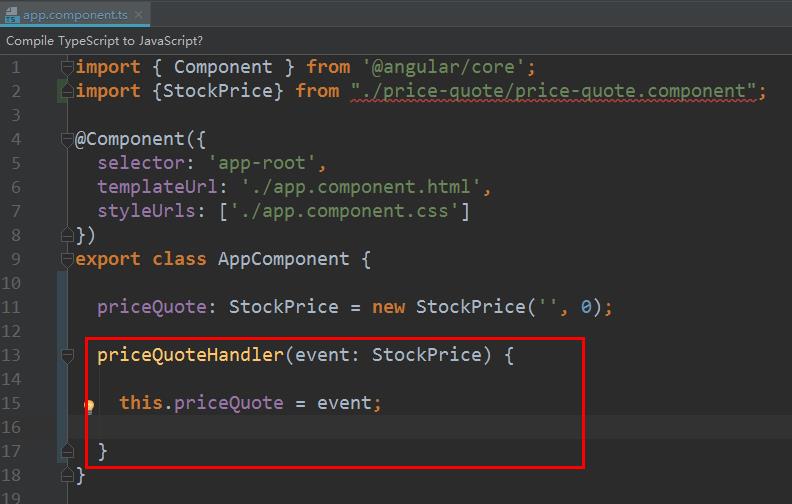 app.component.ts
Compile TypeScript to JavaScript?
1 import { Component } from '@angular/core';
2 import {StockPrice} from "./price-quote/price-quote.component";
3
4 @Component({
5 selector: 'app-root',
6 templateUrl: './app.component.html',
7 styleUrls: ['./app.component.css']
8 })
9 export class AppComponent {
10
11 priceQuote: StockPrice = new StockPrice('', 0);
12
13 priceQuoteHandler(event: StockPrice) {
14
15 this.priceQuote = event;
16
17 }
18 }
19